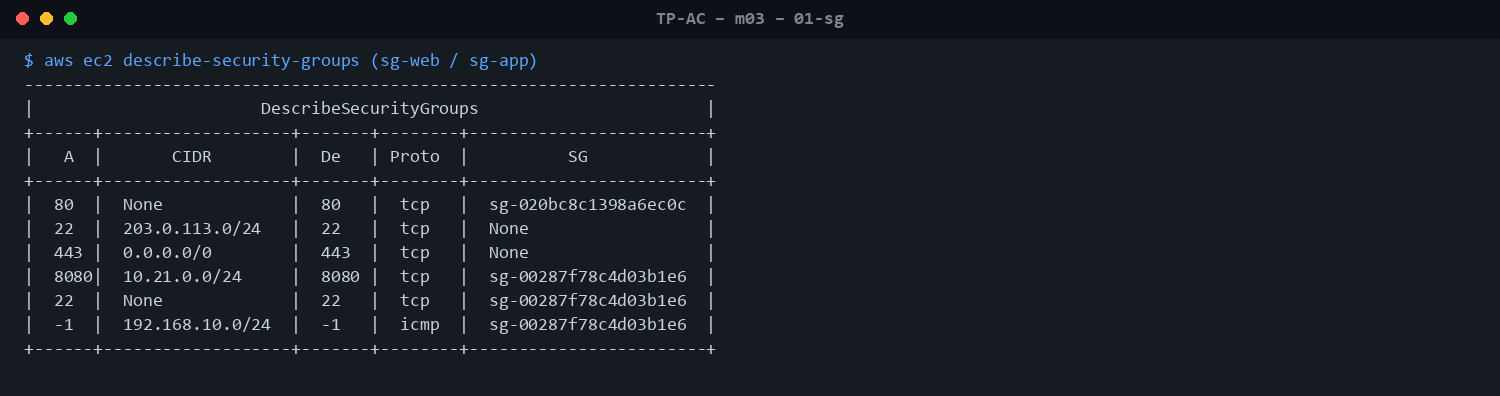 TP-AC – m03 – 01-sg
$ aws ec2 describe-security-groups (sg-web / sg-app)
----------------------------------------------------------------------
|                       DescribeSecurityGroups                       |
+------+-------------------+-------+--------+------------------------+
|   A  |       CIDR        |  De   | Proto  |          SG            |
+------+-------------------+-------+--------+------------------------+
|  80  |  None             |  80   |  tcp   |  sg-020bc8c1398a6ec0c  |
|  22  |  203.0.113.0/24   |  22   |  tcp   |  None                  |
|  443 |  0.0.0.0/0        |  443  |  tcp   |  None                  |
|  8080|  10.21.0.0/24     |  8080 |  tcp   |  sg-00287f78c4d03b1e6  |
|  22  |  None             |  22   |  tcp   |  sg-00287f78c4d03b1e6  |
|  -1  |  192.168.10.0/24  |  -1   |  icmp  |  sg-00287f78c4d03b1e6  |
+------+-------------------+-------+--------+------------------------+